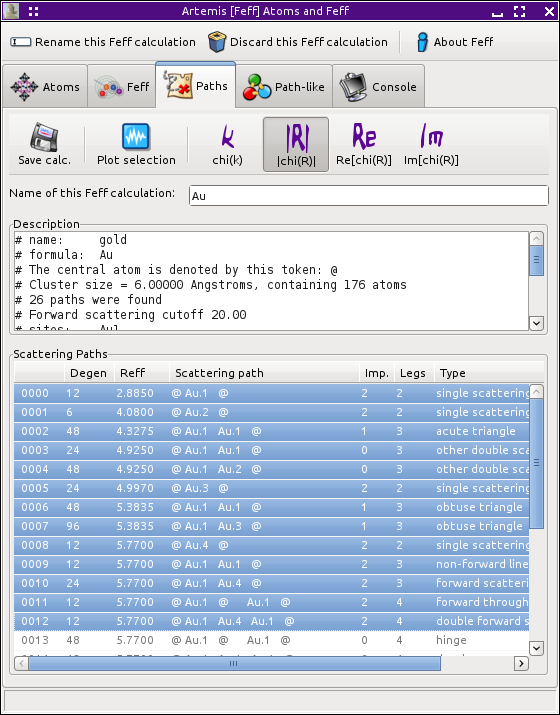 Artemis [Feff] Atoms and Feff
Rename this Feff calculation Discard this Feff calculation About Feff
Atoms Feff Paths Path-like Console
k |R| Re Im
Save calc. Plot selection chi(k) |chi(R)| Re[chi(R)] Im[chi(R)]
Name of this Feff calculation: Au
Description
# name: gold
# formula: Au
# The central atom is denoted by this token: @
# Cluster size = 6.00000 Angstroms, containing 176 atoms
# 26 paths were found
# Forward scattering cutoff 20.00
# sites: Au1
Scattering Paths
Degen Reff Scattering path Imp. Legs Type
0000 12 2.8850 @ Au.1 @ 2 2 single scattering
0001 6 4.0800 @ Au.2 @ 2 2 single scattering
0002 48 4.3275 @ Au.1 Au.1 @ 1 3 acute triangle
0003 24 4.9250 @ Au.1 Au.1 @ 0 3 other double sca
0004 48 4.9250 @ Au.1 Au.2 @ 0 3 other double sca
0005 24 4.9970 @ Au.3 @ 2 2 single scattering
0006 48 5.3835 @ Au.1 Au.1 @ 1 3 obtuse triangle
0007 96 5.3835 @ Au.1 Au.3 @ 1 3 obtuse triangle
0008 12 5.7700 @ Au.4 @ 2 2 single scattering
0009 12 5.7700 @ Au.1 Au.1 @ 2 3 non-forward line
0010 24 5.7700 @ Au.1 Au.4 @ 2 3 forward scatteri
0011 12 5.7700 @ Au.1 @ Au.1 @ 2 4 forward through
0012 12 5.7700 @ Au.1 Au.4 Au.1 @ 2 4 double forward s
0013 48 5.7700 @ Au.1 @ Au.1 @ 0 4 hinge